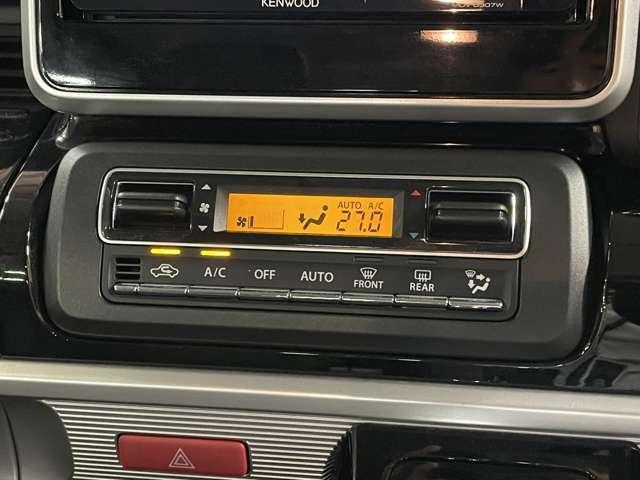 KENWOOD
AUTO A/C
27.0
A/C OFF AUTO FRONT REAR